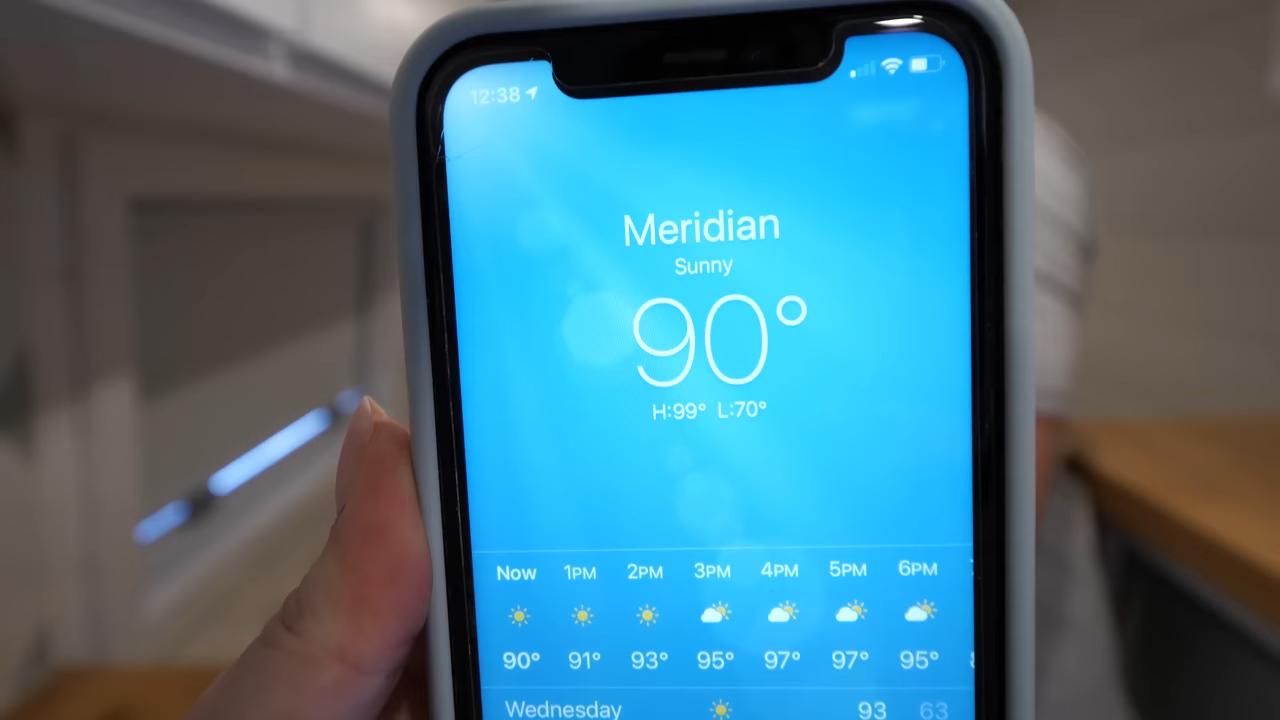 12:38
Meridian
Sunny
90°
H:99° L:70°
Now 1PM 2PM 3PM 4PM 5PM 6PM
90° 91° 93° 95° 97° 97° 95°
Wednesday 93 63